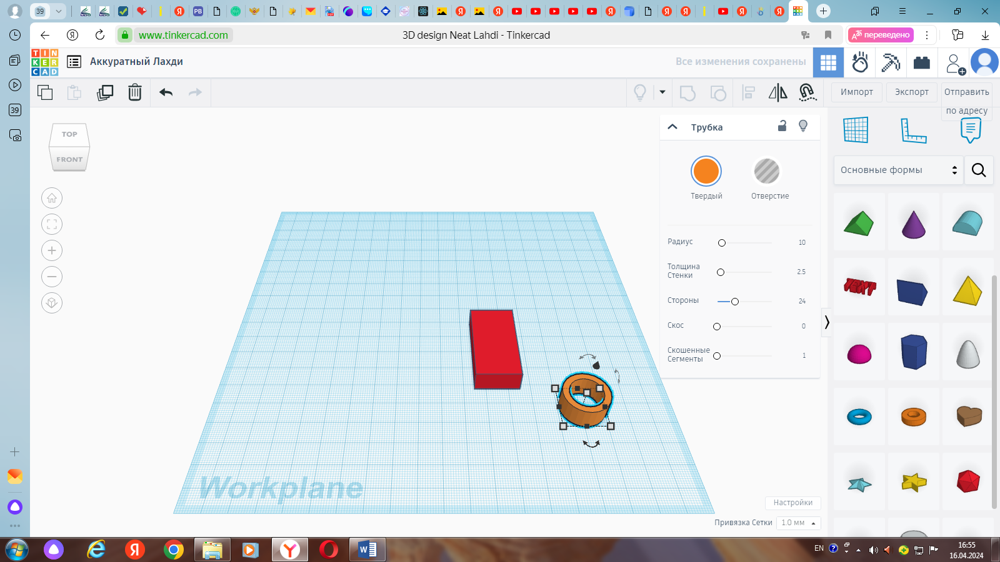 39
PB
www.tinkercad.com
3D design Neat Lahdi - Tinkercad
переведено
TIN
KER
CAD
Аккуратный Лахди
Все изменения сохранены
39
Импорт
Экспорт
Отправить
по адресу
TOP
FRONT
Трубка
Твердый
Отверстие
Радиус
10
Толщина
Стенки
2.5
Стороны
24
Скос
0
Скошенные
Сегменты
1
Основные формы
TEXT
Workplane
Настройки
Привязка Сетки
1.0 мм
EN
16:55
16.04.2024